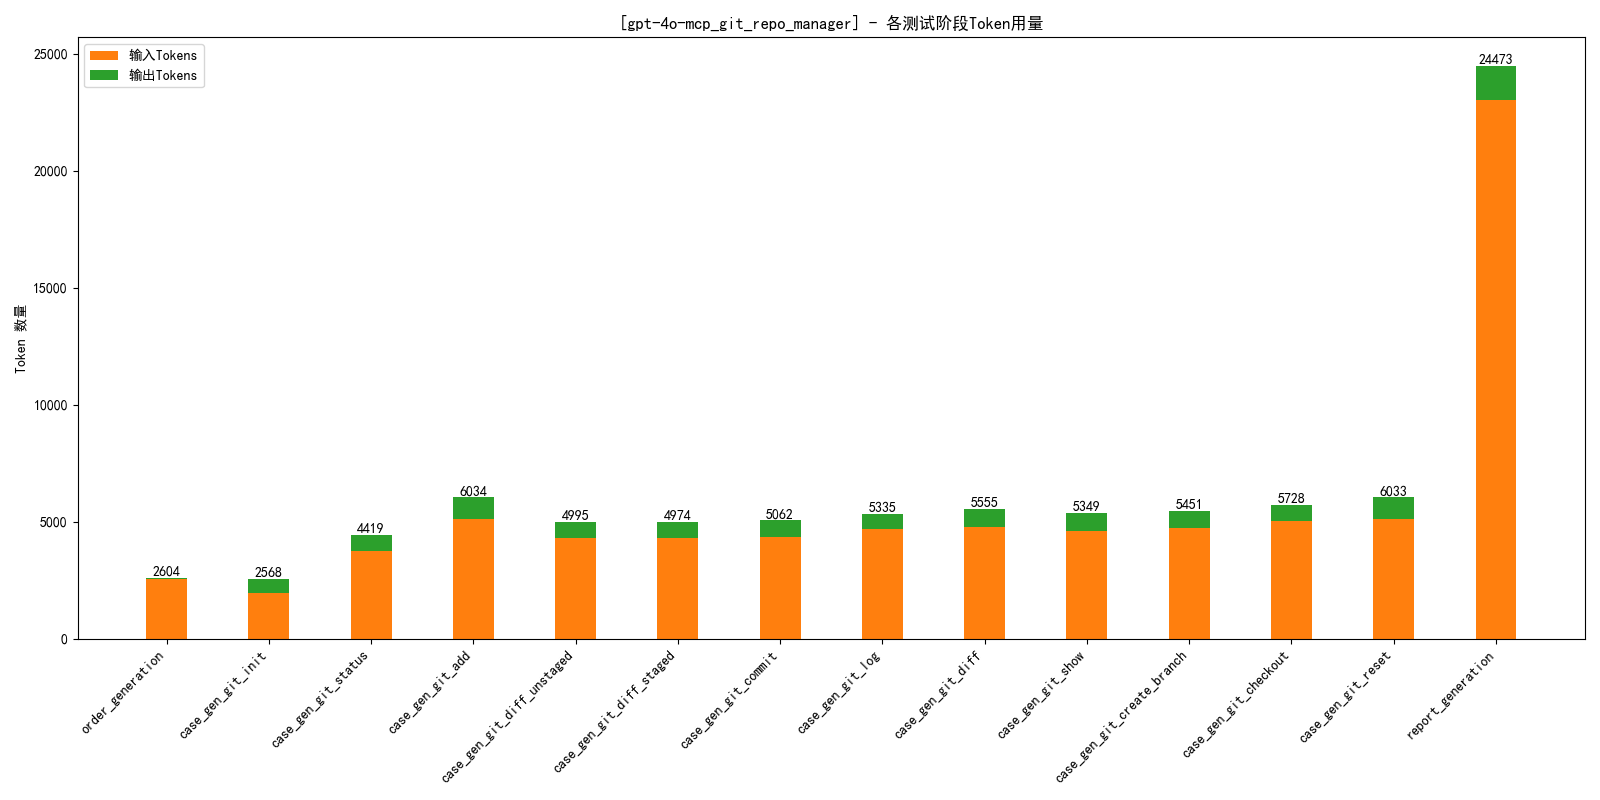 [gpt-4o-mcp_git_repo_manager] - 各测试阶段Token用量
输入Tokens
输出Tokens
Token 数量
25000
20000
15000
10000
5000
0
2604
2568
4419
6034
4995
4974
5062
5335
5555
5349
5451
5728
6033
24473
order_generation
case_gen_git_init
case_gen_git_status
case_gen_git_add
case_gen_git_diff_unstaged
case_gen_git_diff_staged
case_gen_git_commit
case_gen_git_log
case_gen_git_diff
case_gen_git_show
case_gen_git_create_branch
case_gen_git_checkout
case_gen_git_reset
report_generation